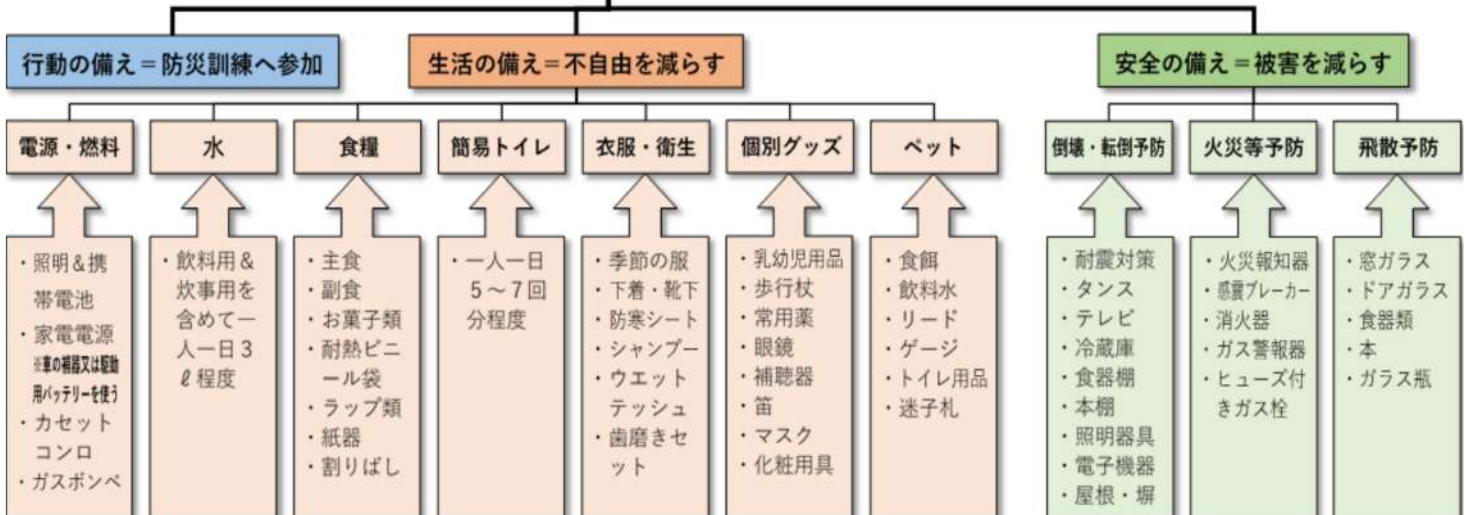 行動の備え＝防災訓練へ参加
生活の備え＝不自由を減らす
安全の備え＝被害を減らす
電源・燃料
水
食糧
簡易トイレ
衣服・衛生
個別グッズ
ペット
倒壊・転倒予防
火災等予防
飛散予防
・照明＆携
帯電池
・家電電源
※車の補器又は駆動
用バッテリーを使う
・カセット
コンロ
・ガスボンベ
・飲料用＆
炊事用を
含めて一
人一日3
ℓ程度
・主食
・副食
・お菓子類
・耐熱ビニ
ール袋
・ラップ類
・紙器
・割りばし
・一人一日
5～7回
分程度
・季節の服
・下着・靴下
・防寒シート
・シャンプー
・ウエット
テッシュ
・歯磨きセ
ット
・乳幼児用品
・歩行杖
・常用薬
・眼鏡
・補聴器
・笛
・マスク
・化粧用具
・食餌
・飲料水
・リード
・ゲージ
・トイレ用品
・迷子札
・耐震対策
・タンス
・テレビ
・冷蔵庫
・食器棚
・本棚
・照明器具
・電子機器
・屋根・塀
・火災報知器
・感震ブレーカー
・消火器
・ガス警報器
・ヒューズ付
きガス栓
・窓ガラス
・ドアガラス
・食器類
・本
・ガラス瓶